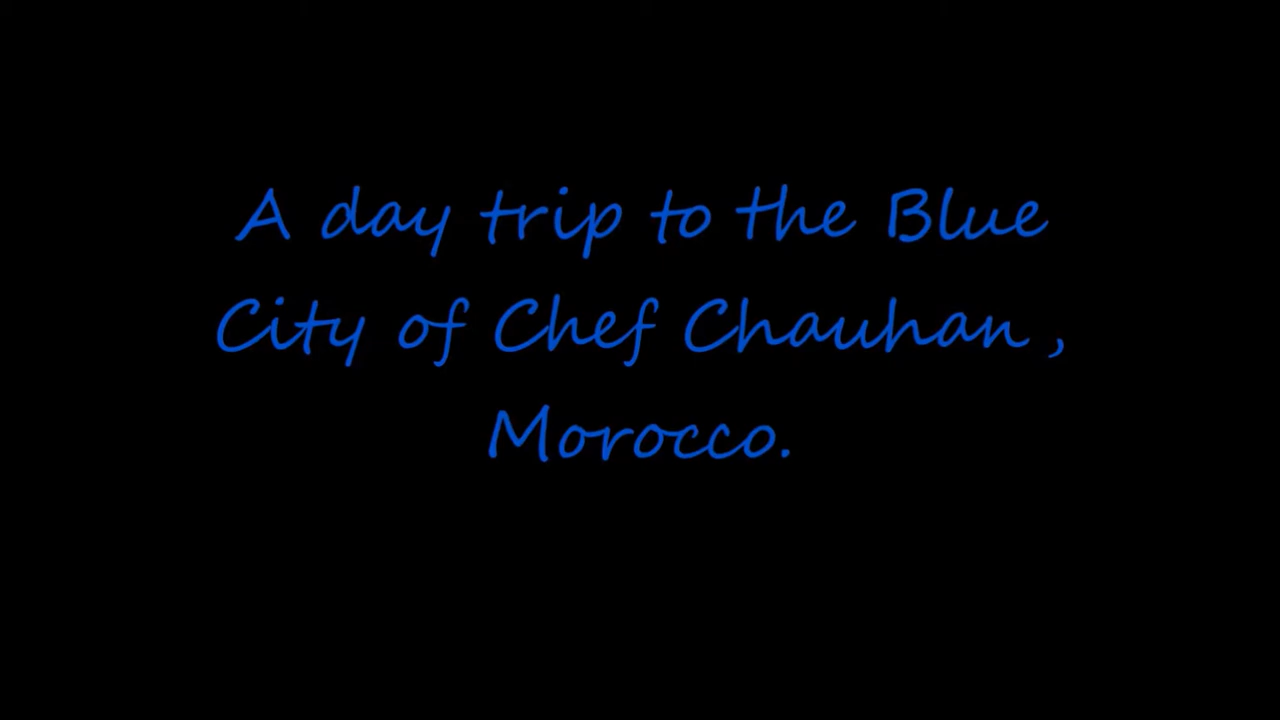 A day trip to the Blue
City of Chef Chauhan ,
Morocco.